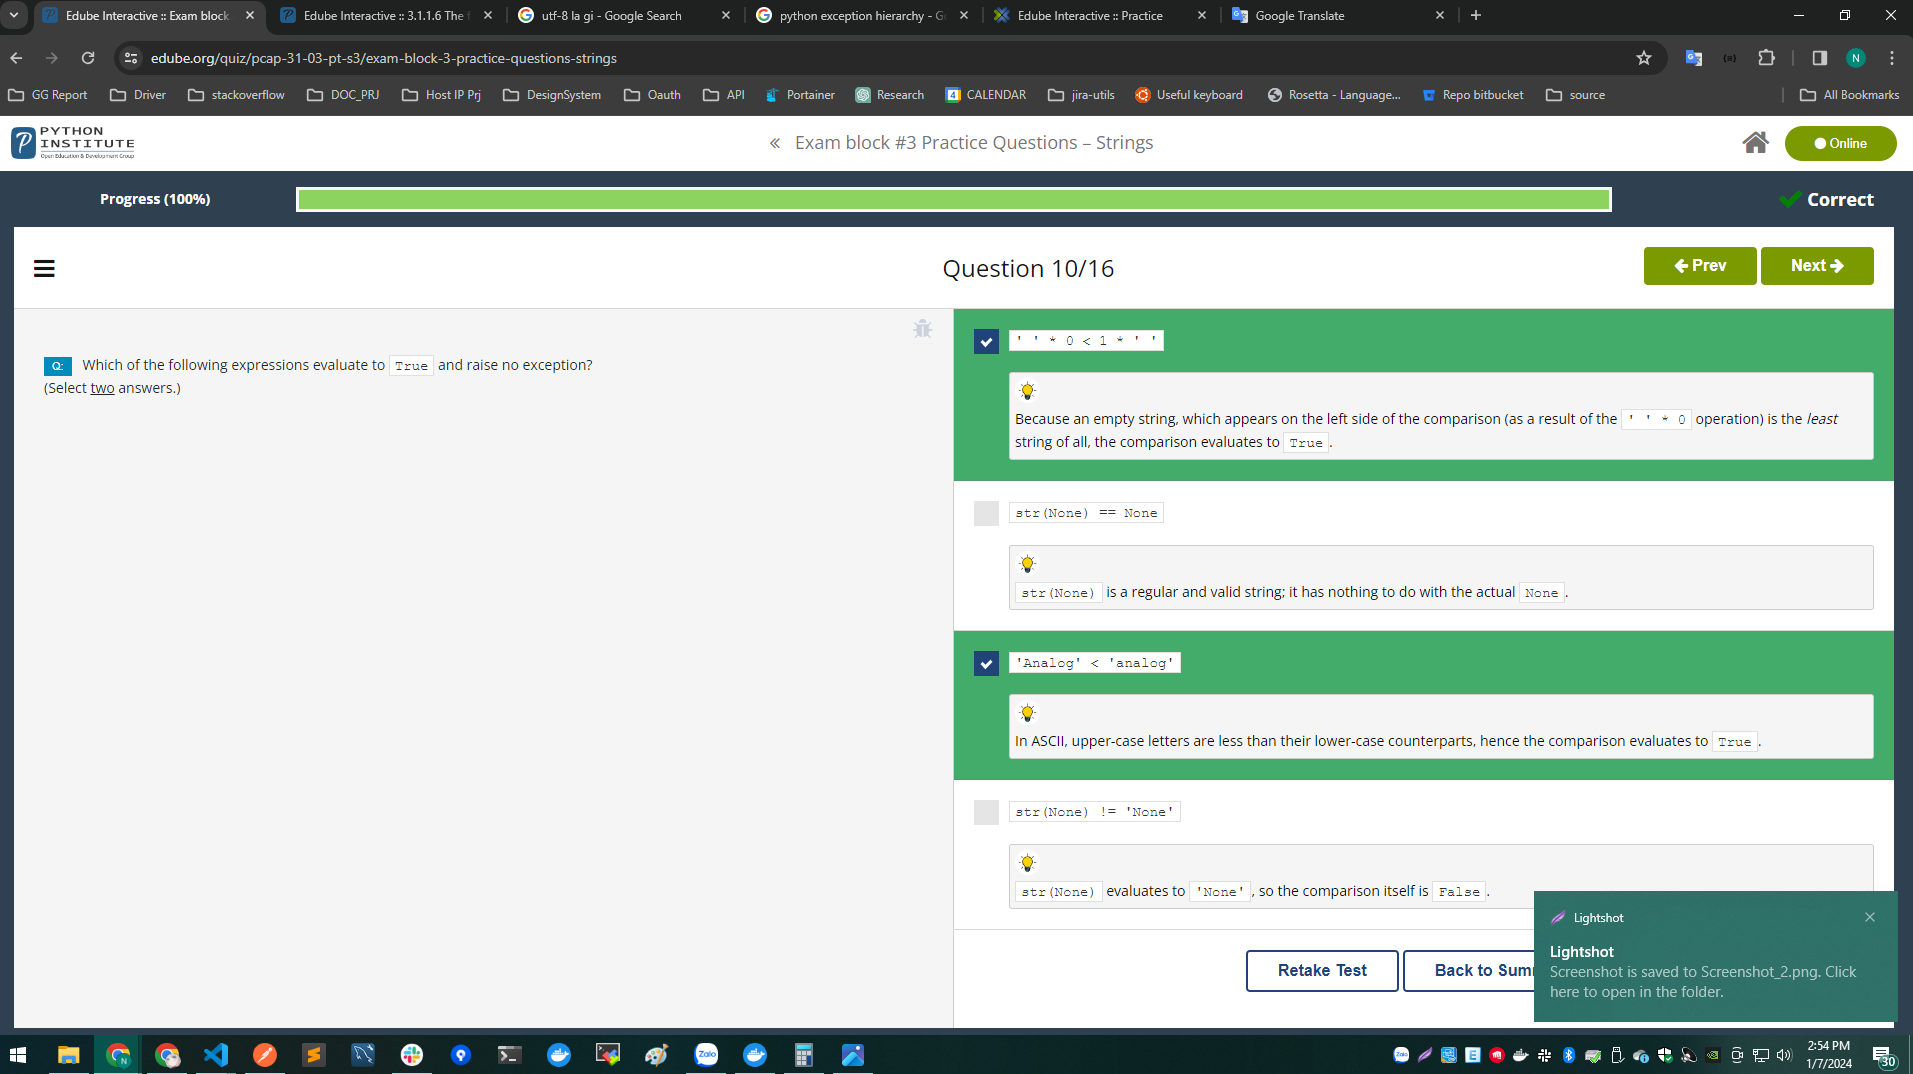 Edube Interactive :: Exam block
Edube Interactive :: 3.1.1.6 The f
utf-8 la gi - Google Search
python exception hierarchy - G
Edube Interactive :: Practice
Google Translate
edube.org/quiz/pcap-31-03-pt-s3/exam-block-3-practice-questions-strings
N
GG Report
Driver
stackoverflow
DOC_PRJ
Host IP Prj
DesignSystem
Oauth
API
Portainer
Research
CALENDAR
jira-utils
Useful keyboard
Rosetta - Language...
Repo bitbucket
source
All Bookmarks
PYTHON
INSTITUTE
Open Education & Development Group
« Exam block #3 Practice Questions – Strings
Online
Progress (100%)
Correct
Question 10/16
Prev
Next
Q: Which of the following expressions evaluate to True and raise no exception?
(Select two answers.)
' ' * 0 < 1 * ' '
Because an empty string, which appears on the left side of the comparison (as a result of the ' ' * 0 operation) is the least
string of all, the comparison evaluates to True .
str(None) == None
str(None) is a regular and valid string; it has nothing to do with the actual None .
'Analog' < 'analog'
In ASCII, upper-case letters are less than their lower-case counterparts, hence the comparison evaluates to True .
str(None) != 'None'
str(None) evaluates to 'None' , so the comparison itself is False .
Retake Test
Back to Sum
Lightshot
Lightshot
Screenshot is saved to Screenshot_2.png. Click
here to open in the folder.
Zalo
2:54 PM
1/7/2024
30